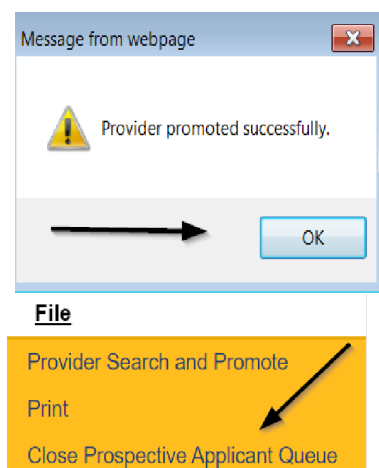 Message from webpage
Provider promoted successfully.
OK
File
Provider Search and Promote
Print
Close Prospective Applicant Queue